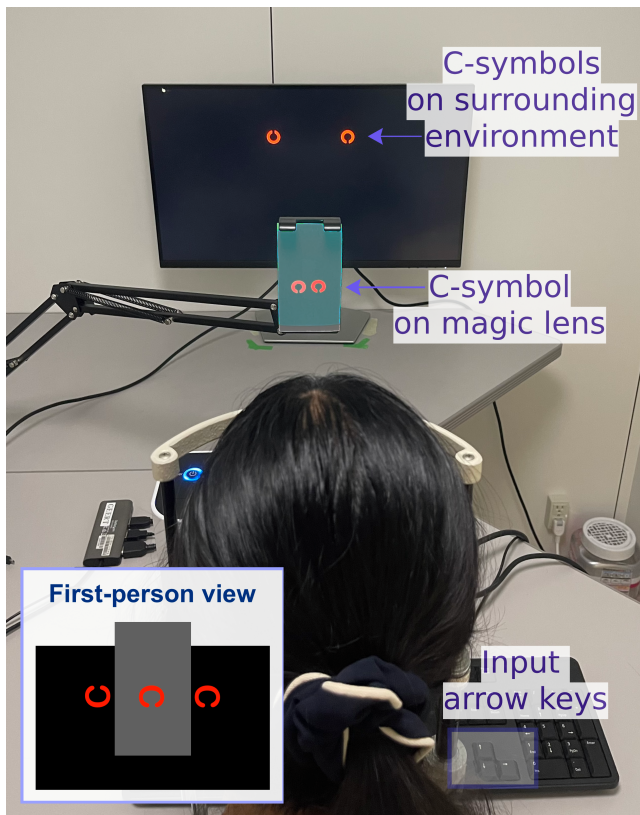 C-symbols
on surrounding
environment
C-symbol
on magic lens
First-person view
Input
arrow keys